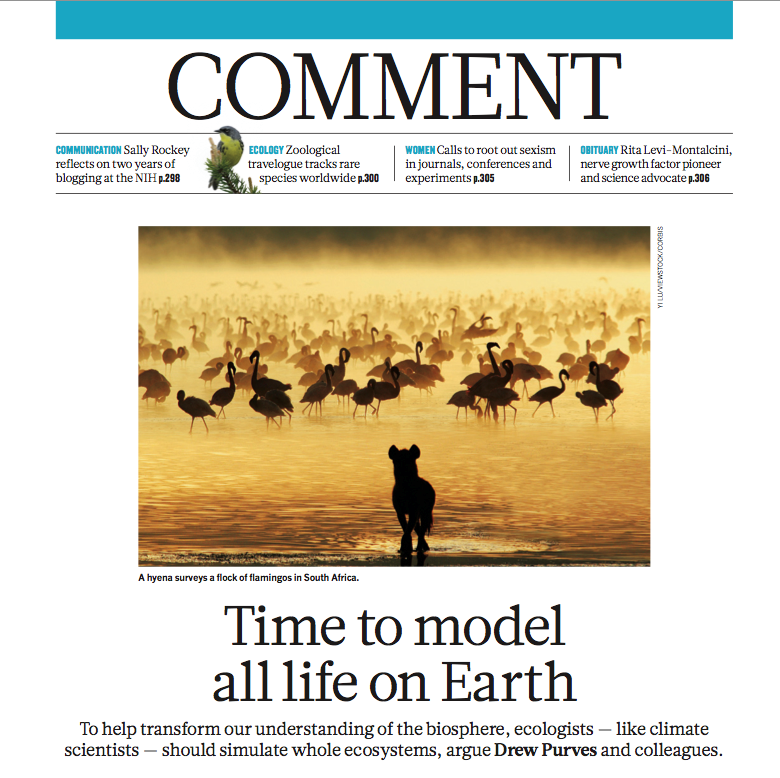 COMMENT
COMMUNICATION Sally Rockey
reflects on two years of
blogging at the NIH p.298
ECOLOGY Zoological
travelogue tracks rare
species worldwide p.300
WOMEN Calls to root out sexism
in journals, conferences and
experiments p.305
OBITUARY Rita Levi-Montalcini,
nerve growth factor pioneer
and science advocate p.306
YI LU/VIEWSTOCK/CORBIS
A hyena surveys a flock of flamingos in South Africa.
Time to model
all life on Earth
To help transform our understanding of the biosphere, ecologists — like climate
scientists — should simulate whole ecosystems, argue Drew Purves and colleagues.